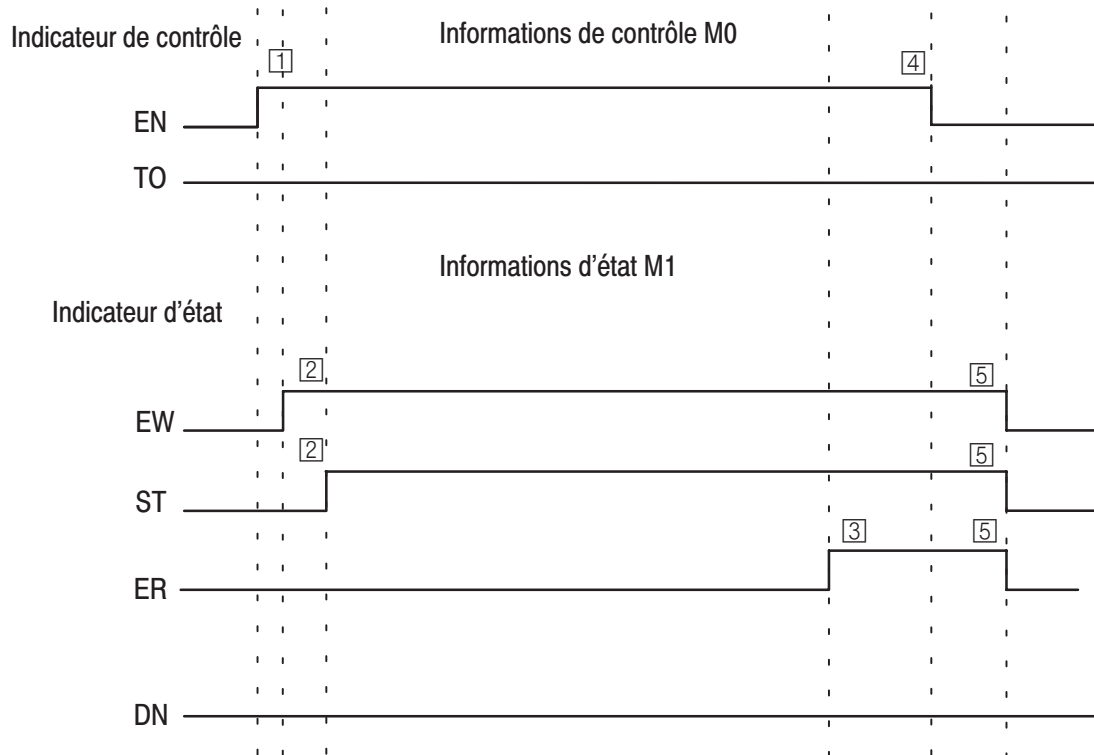 Indicateur de contrôle
Informations de contrôle M0
1
4
EN
TO
Informations d’état M1
Indicateur d’état
2
5
EW
2
5
ST
3
5
ER
DN